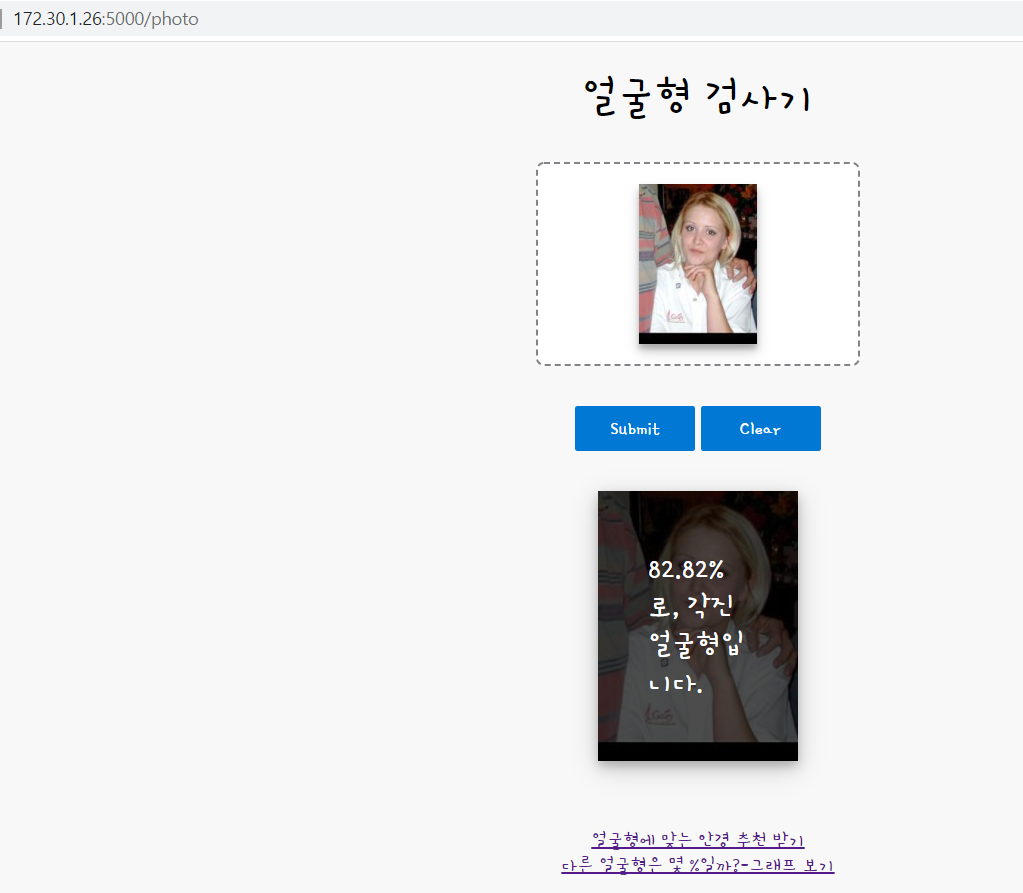 172.30.1.26:5000/photo
얼굴형 검사기
Submit
Clear
82.82%
로, 각진
얼굴형입
니다.
얼굴형에 맞는 안경 추천 받기
다른 얼굴형은 몇 %일까?-그래프 보기